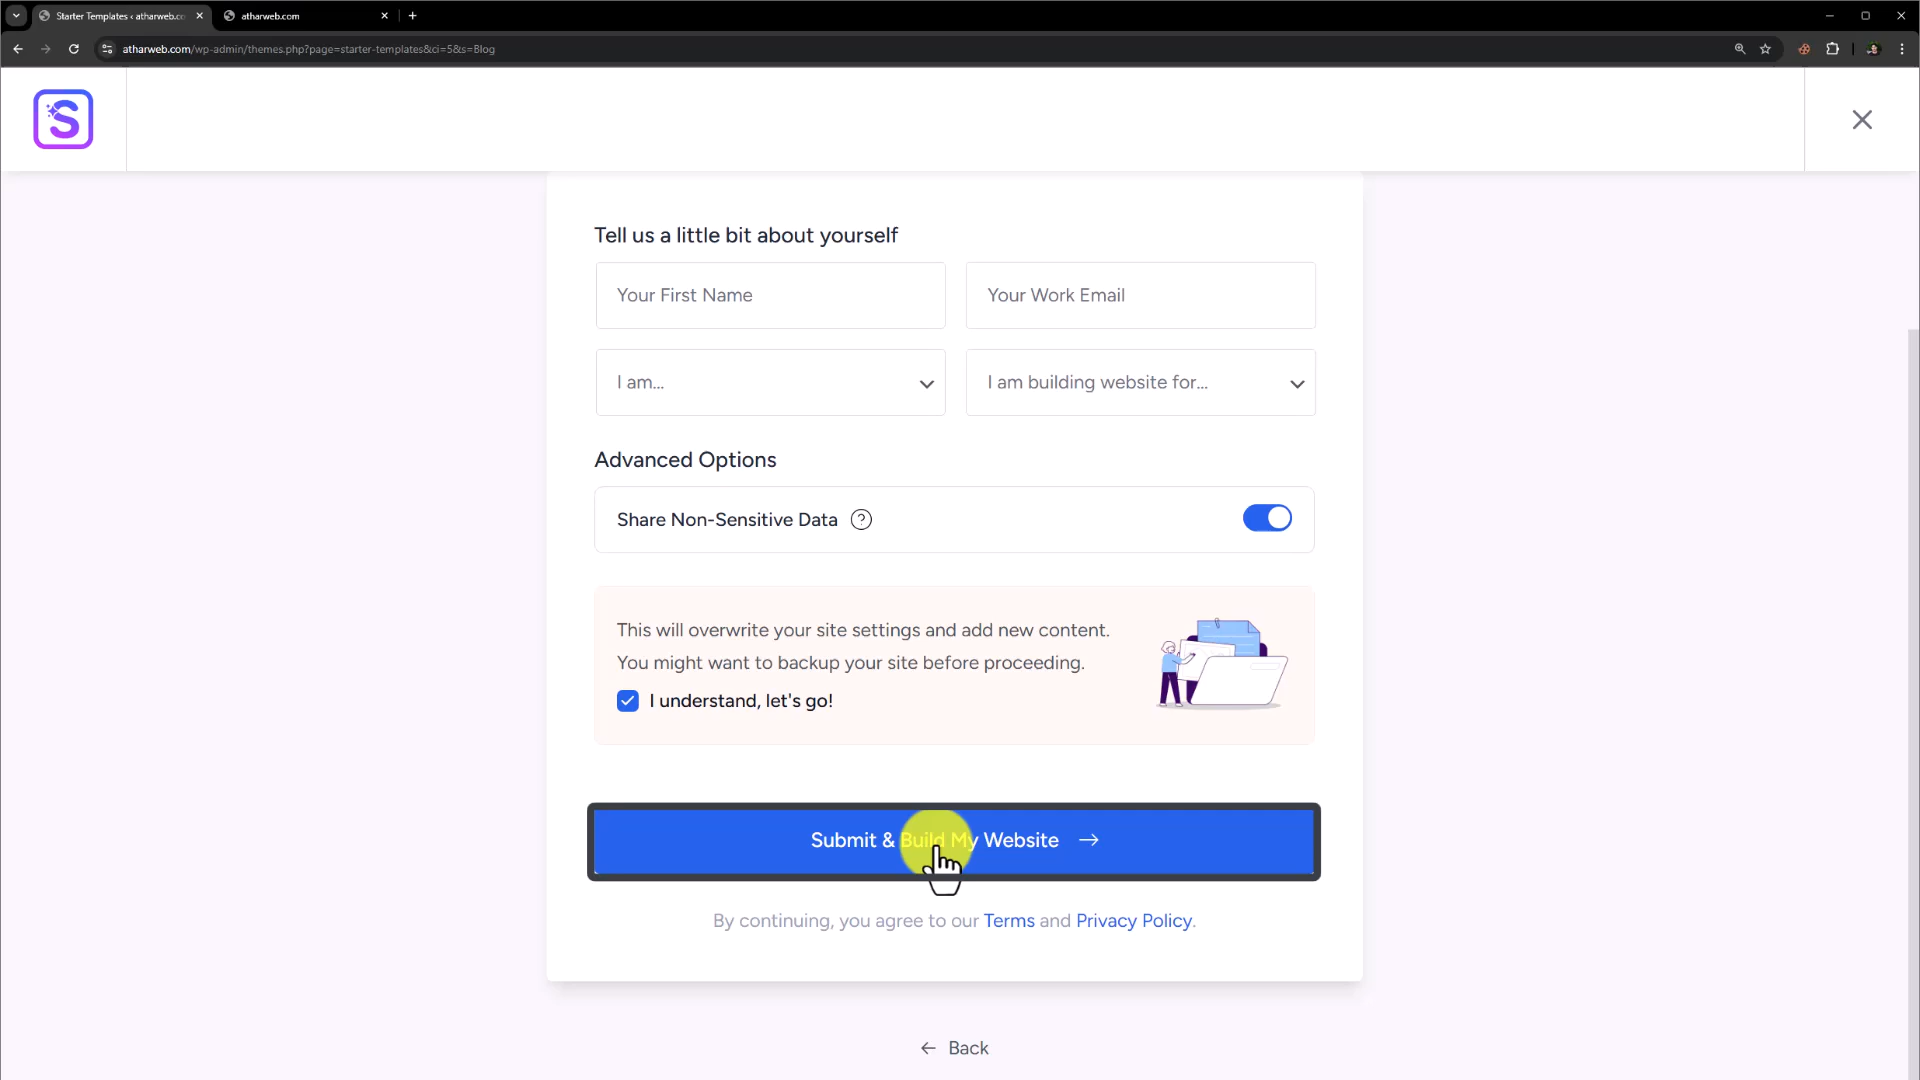 Starter Templates ‹ atharweb.co
atharweb.com
atharweb.com/wp-admin/themes.php?page=starter-templates&ci=5&s=Blog
S
Tell us a little bit about yourself
Your First Name
Your Work Email
I am...
I am building website for...
Advanced Options
Share Non-Sensitive Data ?
This will overwrite your site settings and add new content.
You might want to backup your site before proceeding.
I understand, let's go!
Submit & Build My Website →
By continuing, you agree to our Terms and Privacy Policy.
← Back